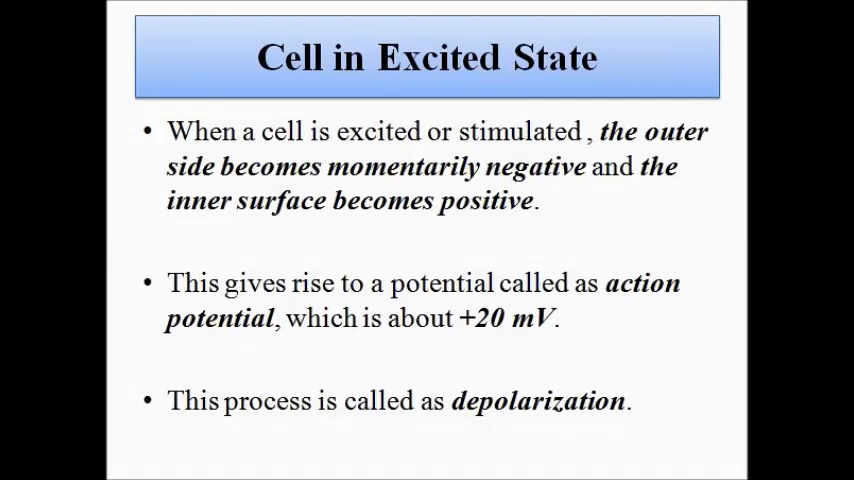 Cell in Excited State
• When a cell is excited or stimulated , the outer
side becomes momentarily negative and the
inner surface becomes positive.
• This gives rise to a potential called as action
potential, which is about +20 mV.
• This process is called as depolarization.